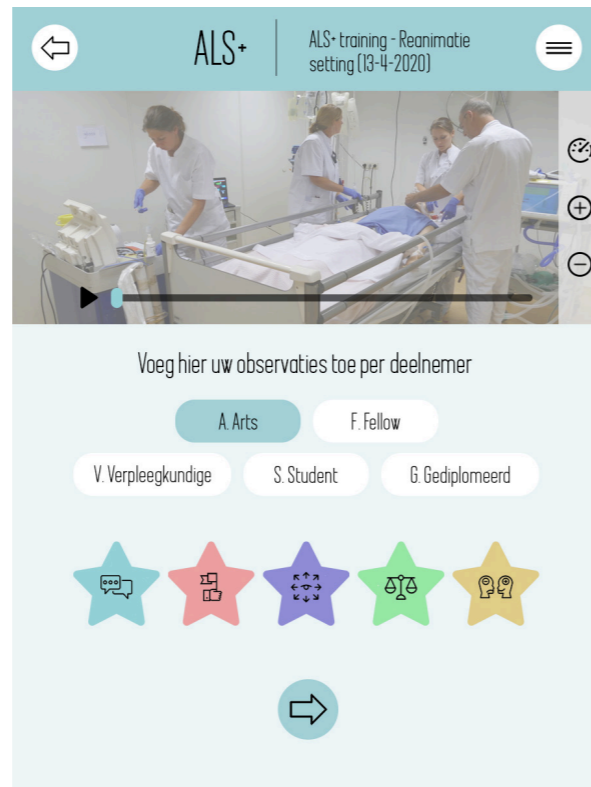 ALS+
ALS+ training - Reanimatie
setting (13-4-2020)
Voeg hier uw observaties toe per deelnemer
A. Arts
F. Fellow
V. Verpleegkundige
S. Student
G. Gediplomeerd